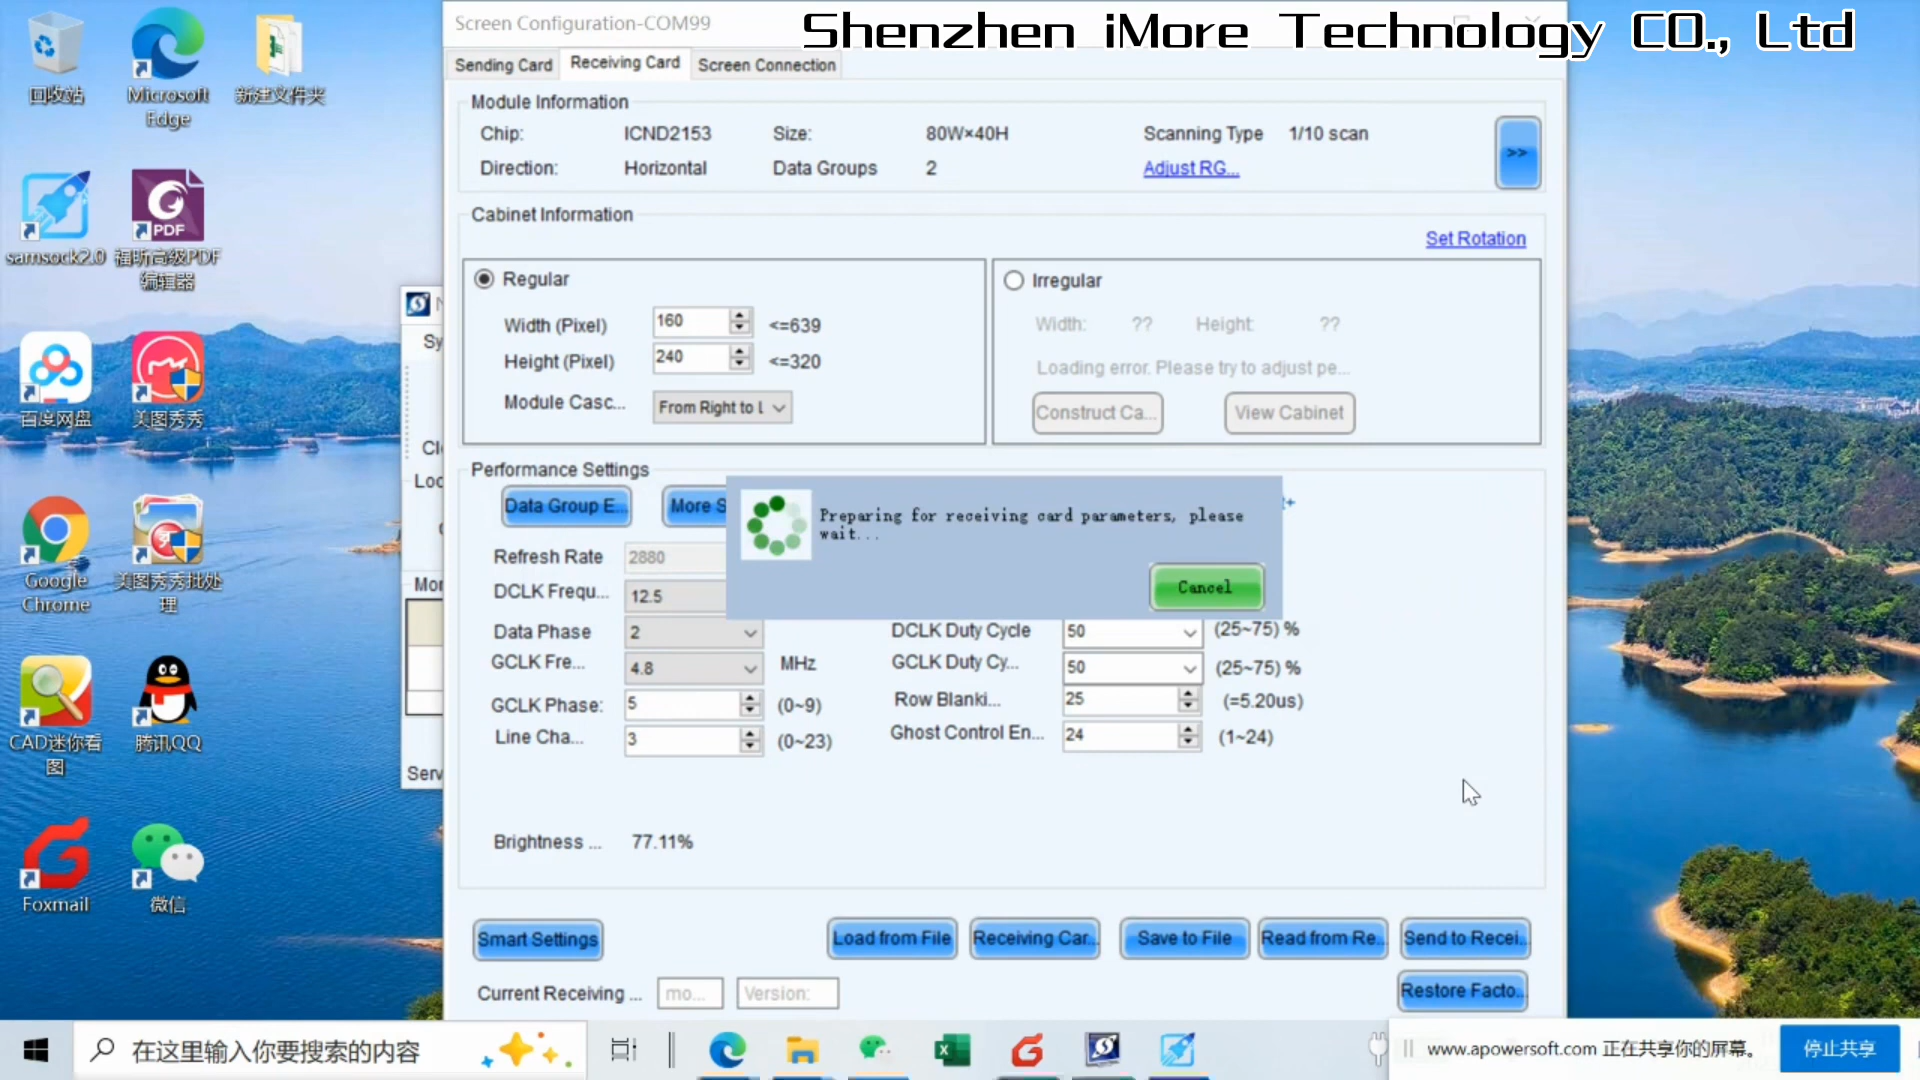 Shenzhen iMore Technology CO., Ltd
Screen Configuration-COM99
Sending Card
Receiving Card
Screen Connection
Module Information
Chip: ICND2153 Size: 80W×40H Scanning Type 1/10 scan
Direction: Horizontal Data Groups 2 Adjust RG...
>>
Cabinet Information
Set Rotation
Regular
Width (Pixel) 160 <=639
Height (Pixel) 240 <=320
Module Casc... From Right to L
Irregular
Width: ?? Height: ??
Loading error. Please try to adjust pe...
Construct Ca...
View Cabinet
Performance Settings
Data Group E...
More S
Preparing for receiving card parameters, please
wait...
Cancel
Refresh Rate 2880
DCLK Frequ... 12.5
Data Phase 2 DCLK Duty Cycle 50 (25~75) %
GCLK Fre... 4.8 MHz GCLK Duty Cy... 50 (25~75) %
GCLK Phase: 5 (0~9) Row Blanki... 25 (=5.20us)
Line Cha... 3 (0~23) Ghost Control En... 24 (1~24)
Brightness ... 77.11%
Smart Settings
Load from File
Receiving Car...
Save to File
Read from Re...
Send to Recei...
Current Receiving ... mo... Version:
Restore Facto...
回收站
Microsoft
Edge
新建文件夹
samsock2.0
PDF
福昕高级PDF
编辑器
百度网盘
美图秀秀
Google
Chrome
美图秀秀批处
理
CAD迷你看
图
腾讯QQ
Foxmail
微信
Sy
Clo
Loc
Mor
Serv
在这里输入你要搜索的内容
www.apowersoft.com 正在共享你的屏幕。
停止共享